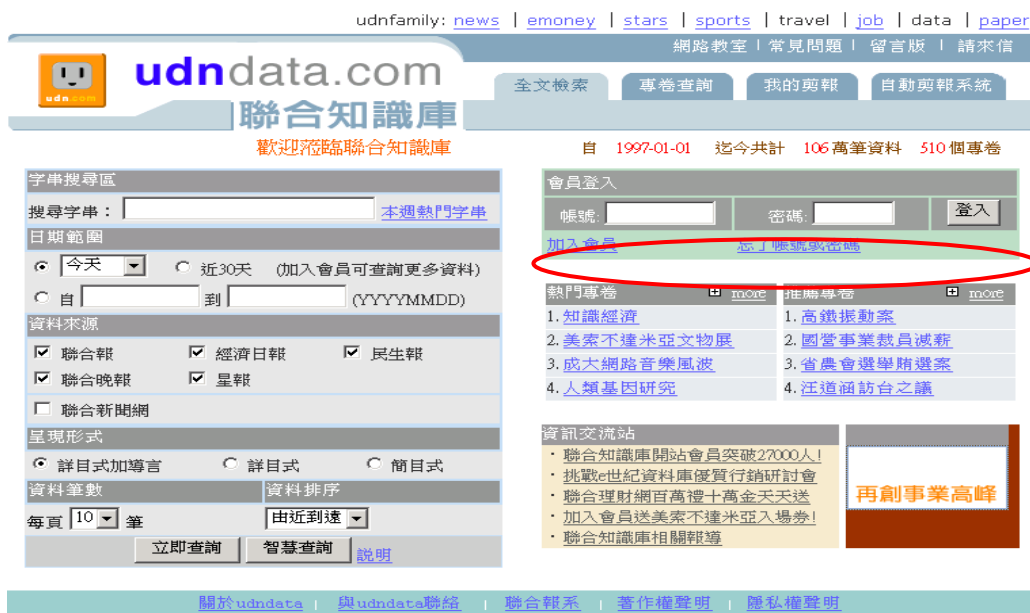 udnfamily: news | emoney | stars | sports | travel | job | data | paper
網路教室 | 常見問題 | 留言版 | 請來信
udn.com
udndata.com
聯合知識庫
全文檢索 專卷查詢 我的剪報 自動剪報系統
歡迎蒞臨聯合知識庫
自 1997-01-01 迄今共計 106萬筆資料 510個專卷
字串搜尋區
搜尋字串： 本週熱門字串
日期範圍
今天 近30天 (加入會員可查詢更多資料)
自 到 (YYYYMMDD)
資料來源
聯合報 經濟日報 民生報
聯合晚報 星報
聯合新聞網
呈現形式
詳目式加導言 詳目式 簡目式
資料筆數 資料排序
每頁 10 筆 由近到遠
立即查詢 智慧查詢 説明
會員登入
帳號: 密碼: 登入
加入會員 忘了帳號或密碼
熱門專卷 more
1. 知識經濟
2. 美索不達米亞文物展
3. 成大網路音樂風波
4. 人類基因研究
推薦專卷 more
1. 高鐵振動案
2. 國營事業裁員減薪
3. 省農會選舉賄選案
4. 汪道涵訪台之議
資訊交流站
・聯合知識庫開站會員突破27000人!
・挑戰e世紀資料庫優質行銷研討會
・聯合理財網百萬禮十萬金天天送
・加入會員送美索不達米亞入場券!
・聯合知識庫相關報導
再創事業高峰
關於udndata | 與udndata聯絡 | 聯合報系 | 著作權聲明 | 隱私權聲明